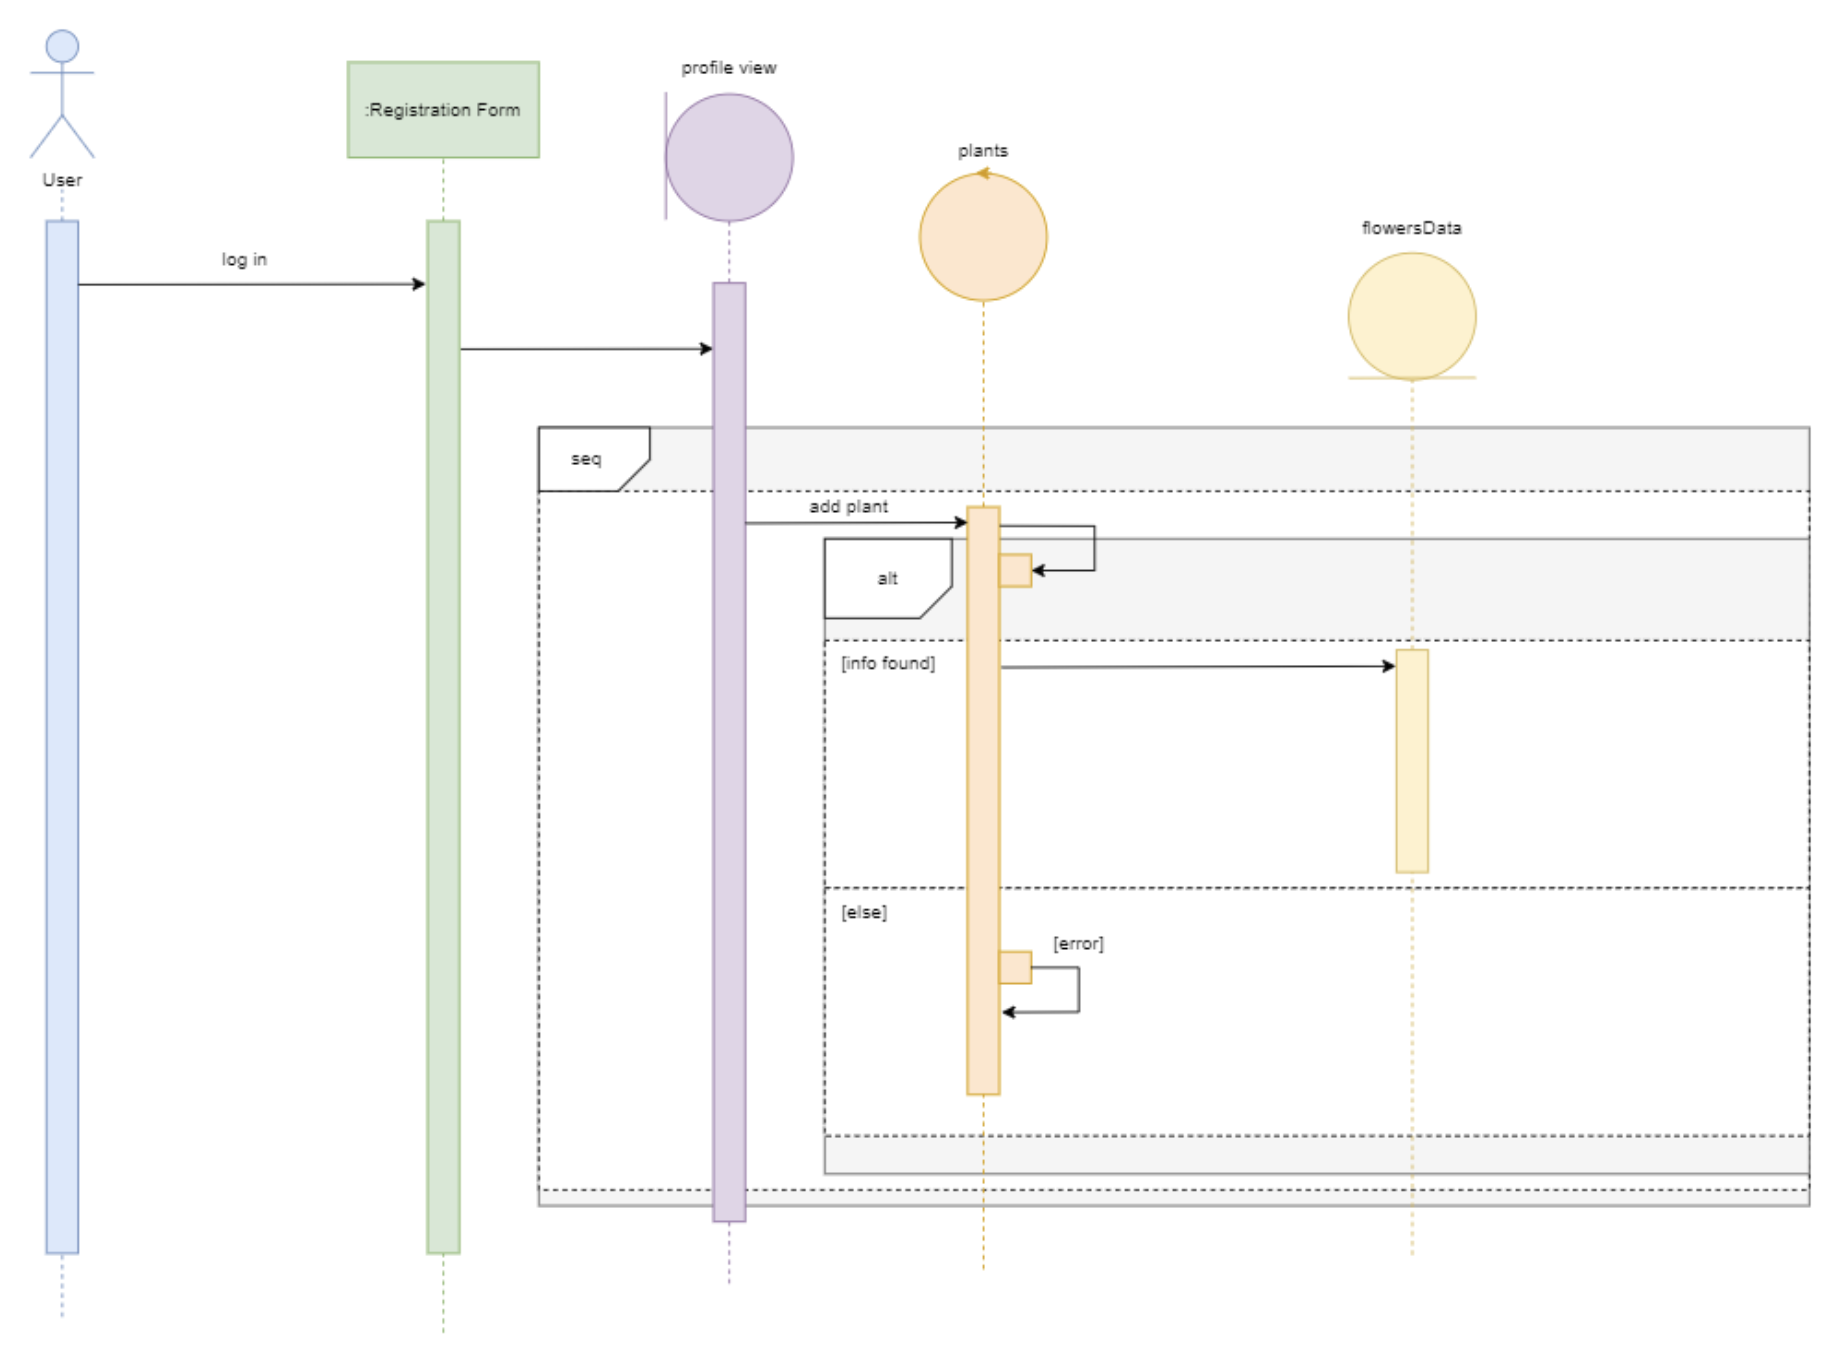 profile view
:Registration Form
plants
User
flowersData
log in
seq
add plant
alt
[info found]
[else]
[error]